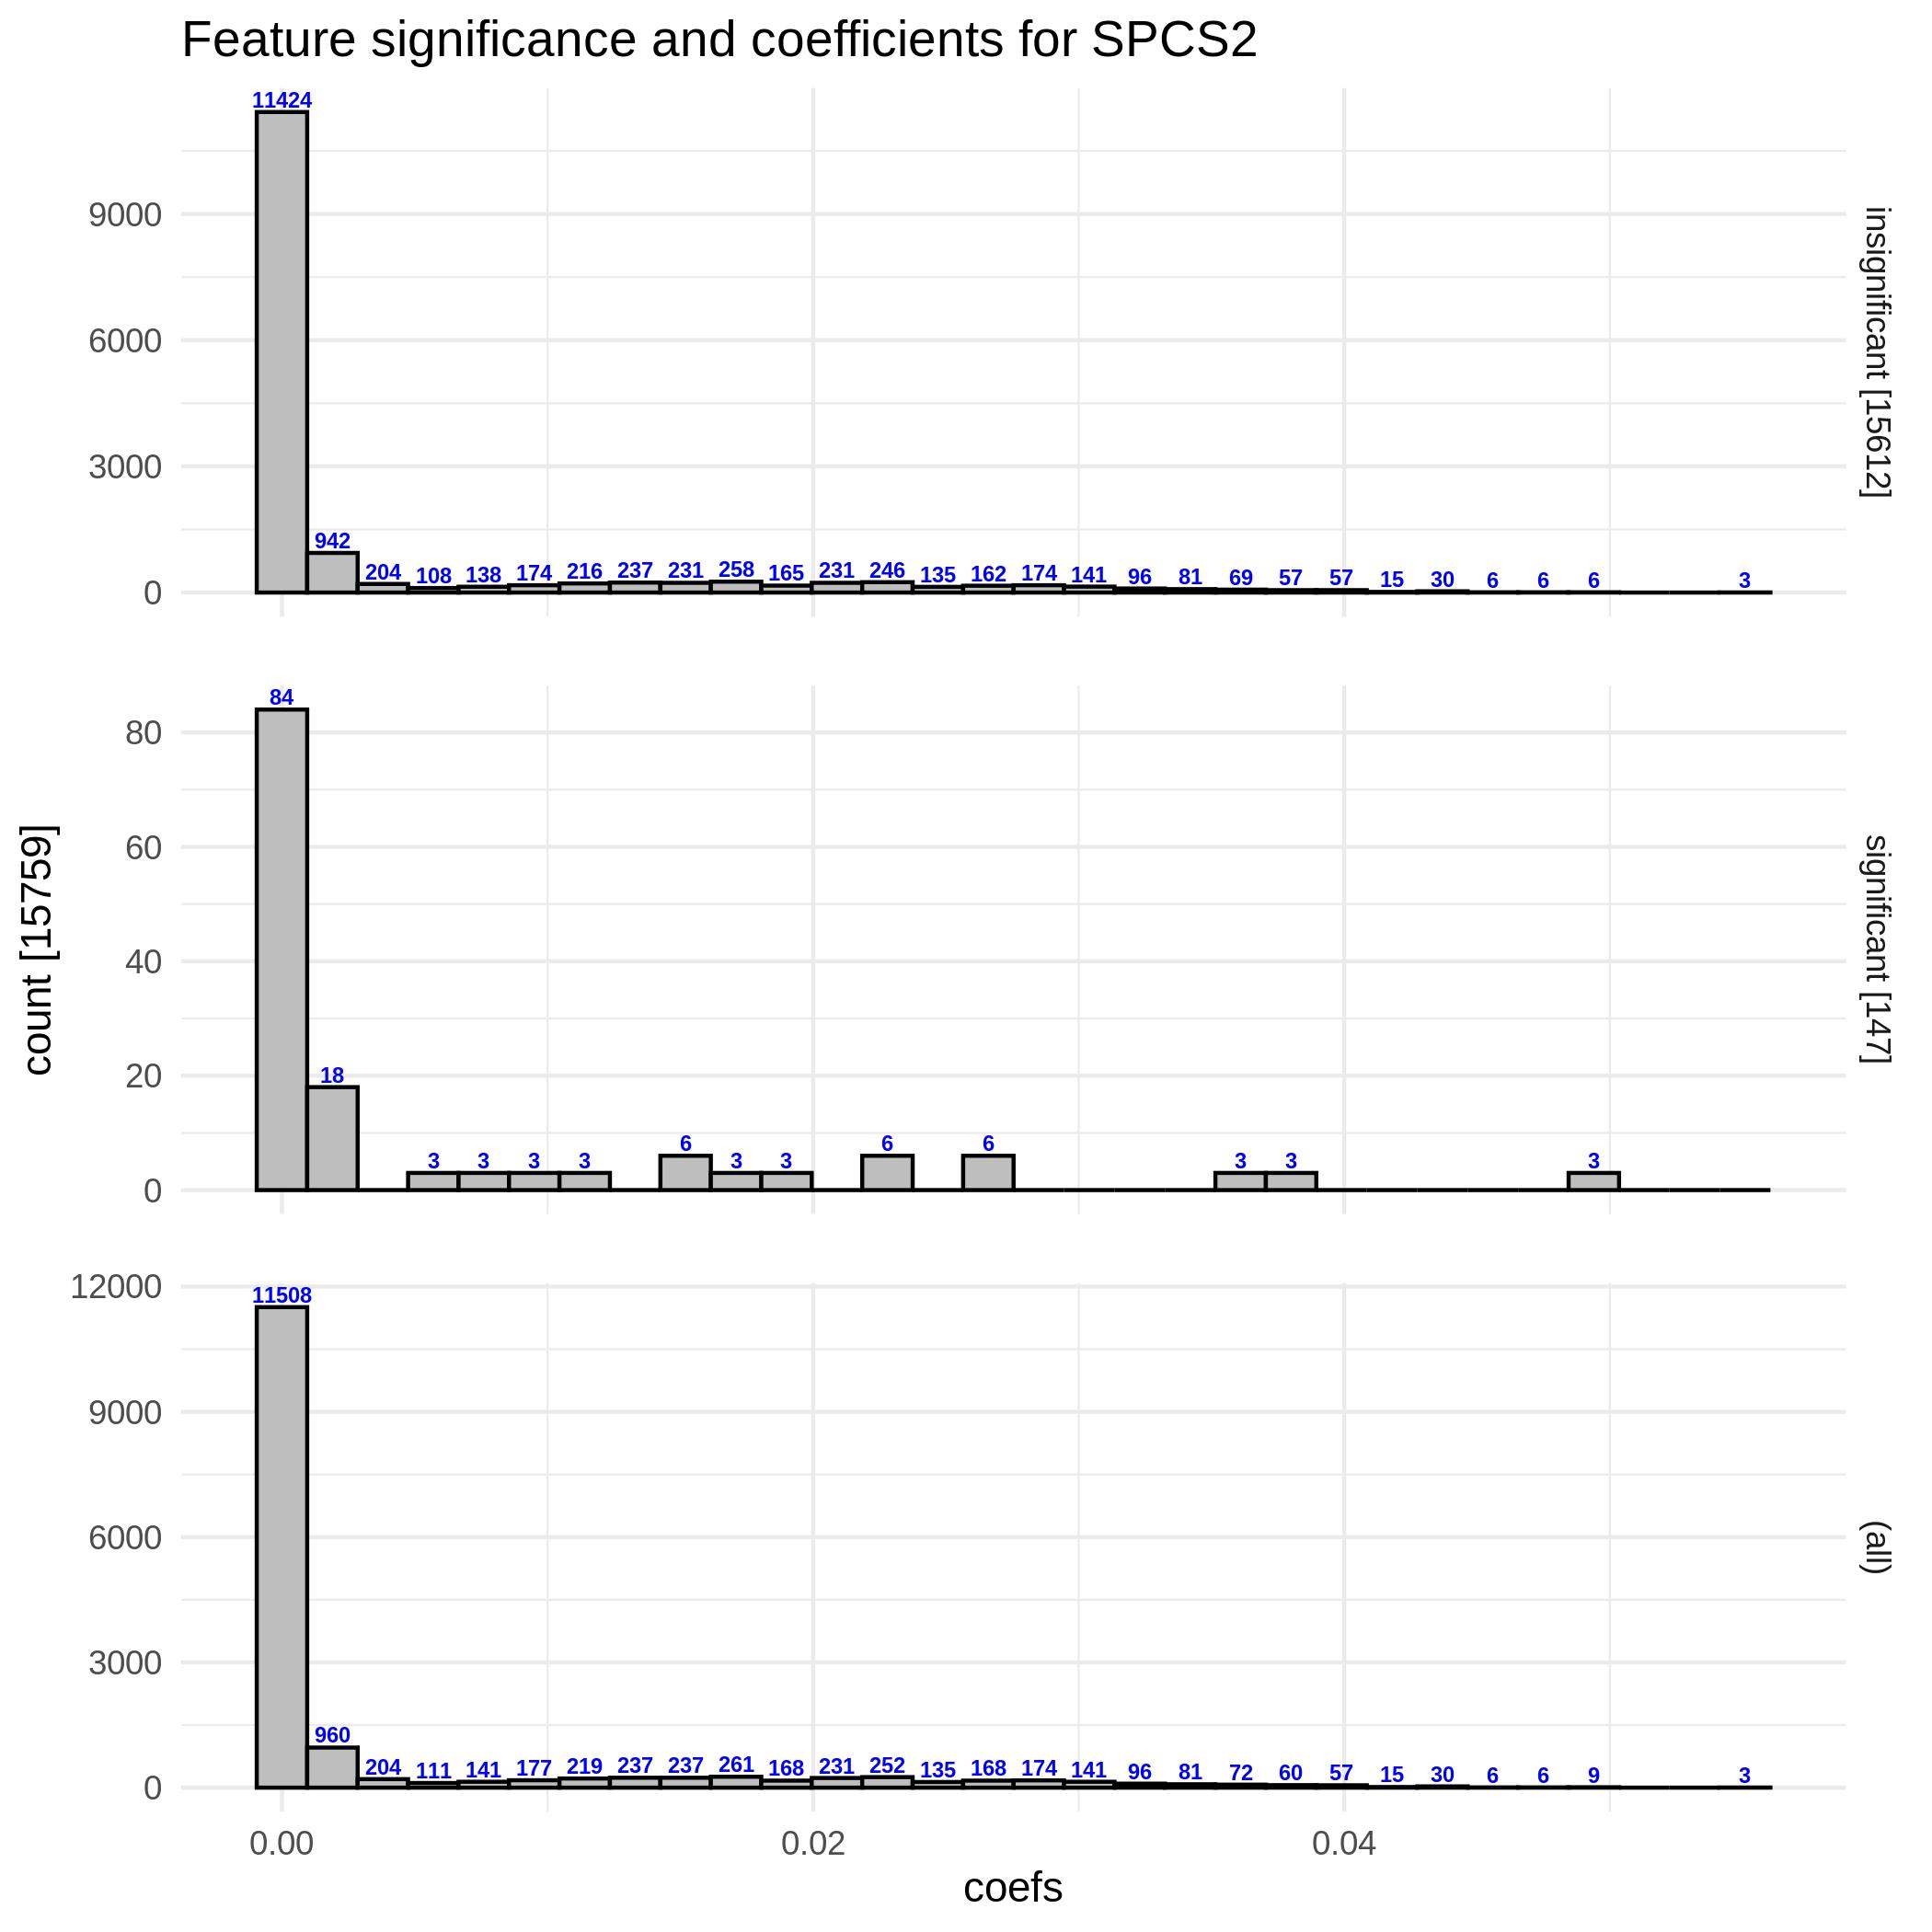 Feature significance and coefficients for SPCS2
11424
942 204 108 138 174 216 237 231 258 165 231 246 135 162 174 141 96 81 69 57 57 15 30 6 6 6 3
9000
6000
3000
0
insignificant [15612]
84
18
3 3 3 3 6 3 3 6 6 3 3 3
80
60
40
20
0
significant [147]
count [15759]
11508
960 204 111 141 177 219 237 237 261 168 231 252 135 168 174 141 96 81 72 60 57 15 30 6 6 9 3
12000
9000
6000
3000
0
(all)
0.00 0.02 0.04
coefs